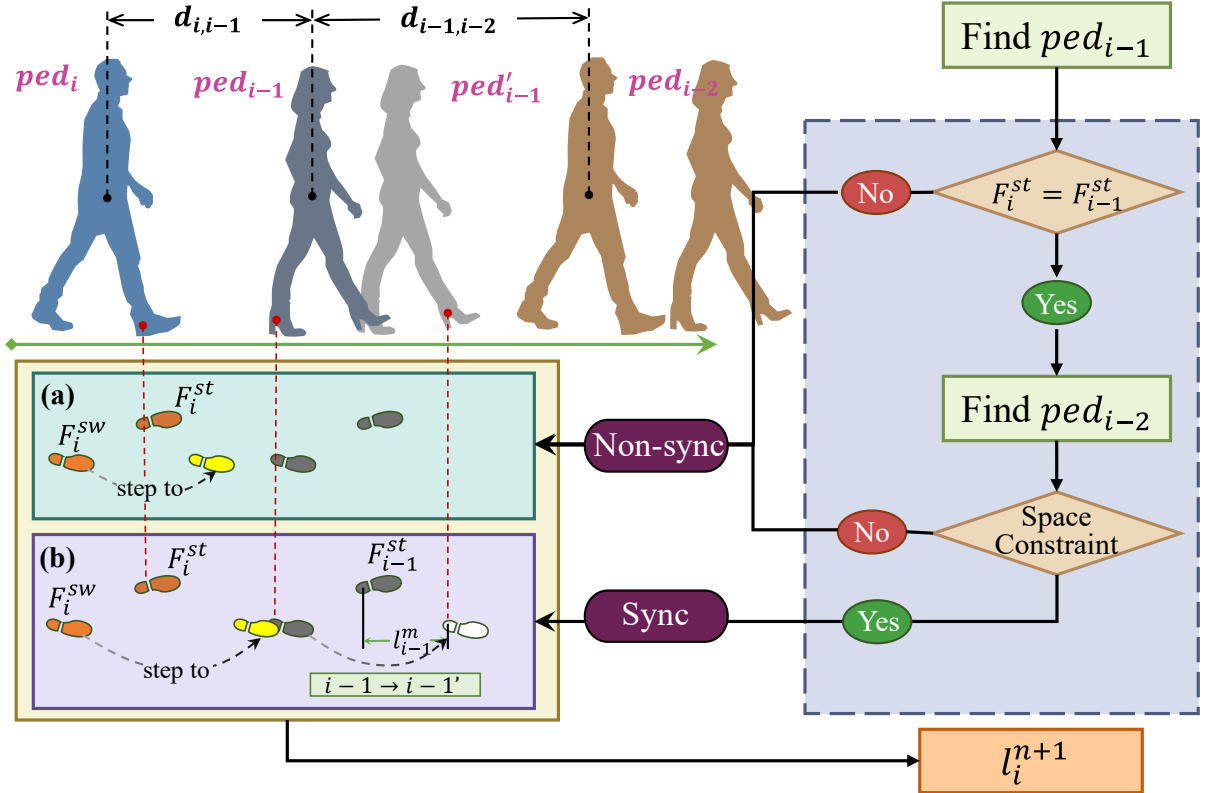 d_{i,i−1}
d_{i−1,i−2}
ped_i
ped_{i−1}
ped'_{i−1}
ped_{i−2}
(a)
F_i^{st}
F_i^{sw}
step to
(b)
F_i^{st}
F_{i−1}^{st}
F_i^{sw}
l_{i−1}^m
step to
i − 1 → i − 1’
Non-sync
Sync
Find ped_{i−1}
F_i^{st} = F_{i−1}^{st}
No
Yes
Find ped_{i−2}
Space
Constraint
No
Yes
l_i^{n+1}